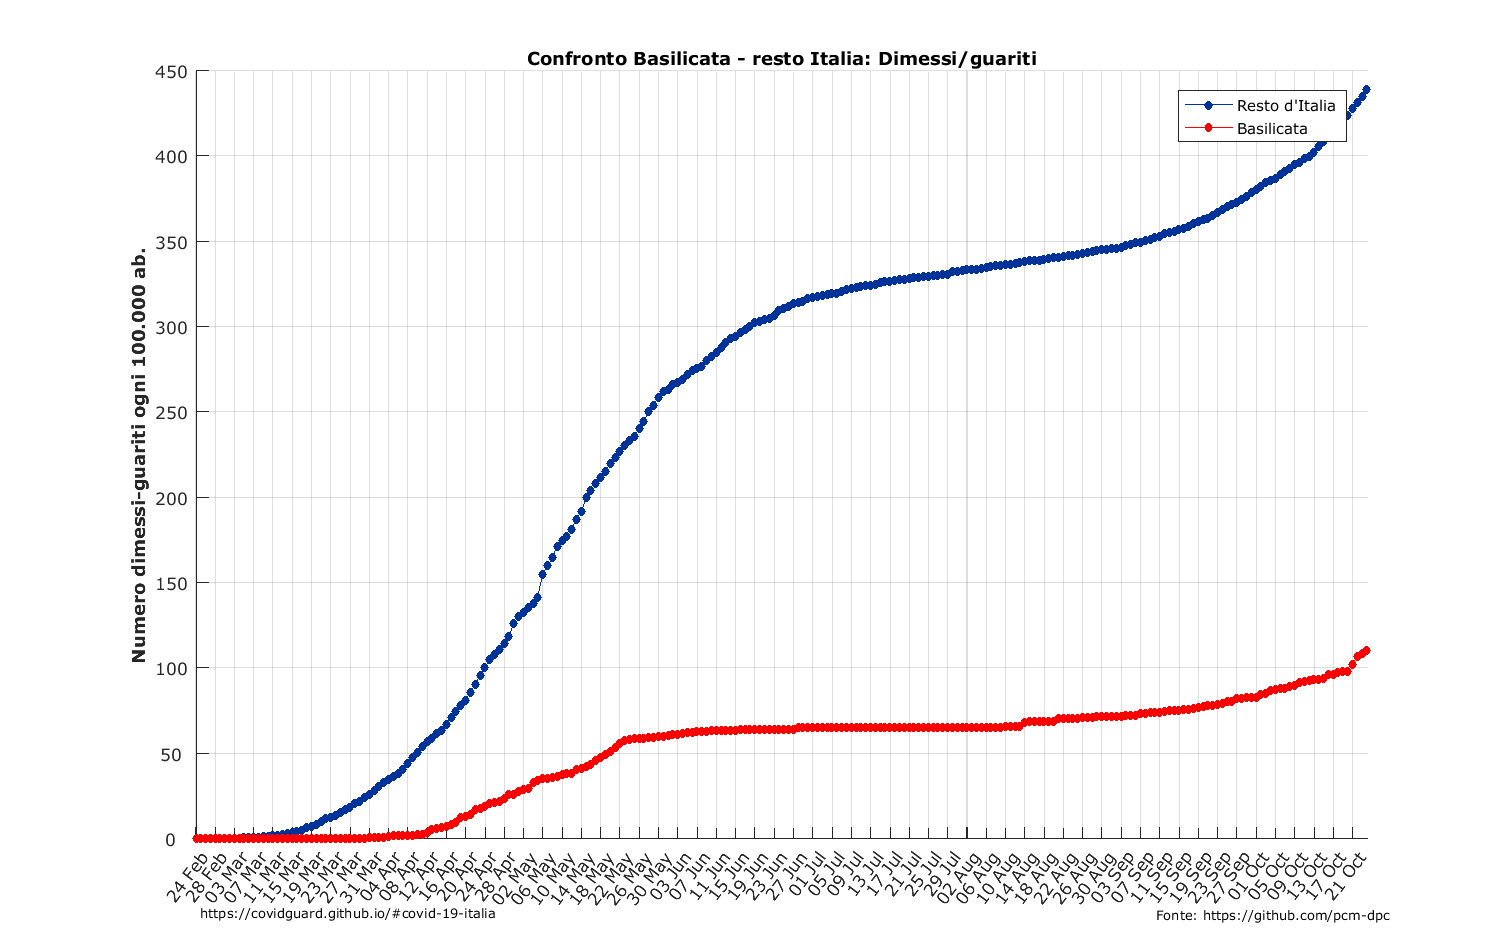 Confronto Basilicata - resto Italia: Dimessi/guariti
Numero dimessi-guariti ogni 100.000 ab.
450
400
350
300
250
200
150
100
50
0
Resto d'Italia
Basilicata
24 Feb
28 Feb
03 Mar
07 Mar
11 Mar
15 Mar
19 Mar
23 Mar
27 Mar
31 Mar
04 Apr
08 Apr
12 Apr
16 Apr
20 Apr
24 Apr
28 Apr
02 May
06 May
10 May
14 May
18 May
22 May
26 May
30 May
03 Jun
07 Jun
11 Jun
15 Jun
19 Jun
23 Jun
27 Jun
01 Jul
05 Jul
09 Jul
13 Jul
17 Jul
21 Jul
25 Jul
29 Jul
02 Aug
06 Aug
10 Aug
14 Aug
18 Aug
22 Aug
26 Aug
30 Aug
03 Sep
07 Sep
11 Sep
15 Sep
19 Sep
23 Sep
27 Sep
01 Oct
05 Oct
09 Oct
13 Oct
17 Oct
21 Oct
https://covidguard.github.io/#covid-19-italia
Fonte: https://github.com/pcm-dpc